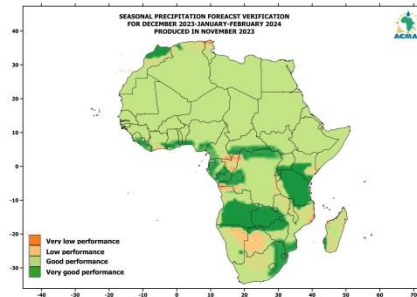 SEASONAL PRECIPITATION FOREACST VERIFICATION
FOR DECEMBER 2023-JANUARY-FEBRUARY 2024
PRODUCED IN NOVEMBER 2023
ACMAD
40
30
20
10
0
-10
-20
-30
Very low performance
Low performance
Good performance
Very good performance
-40 -30 -20 -10 0 10 20 30 40 50 60 70